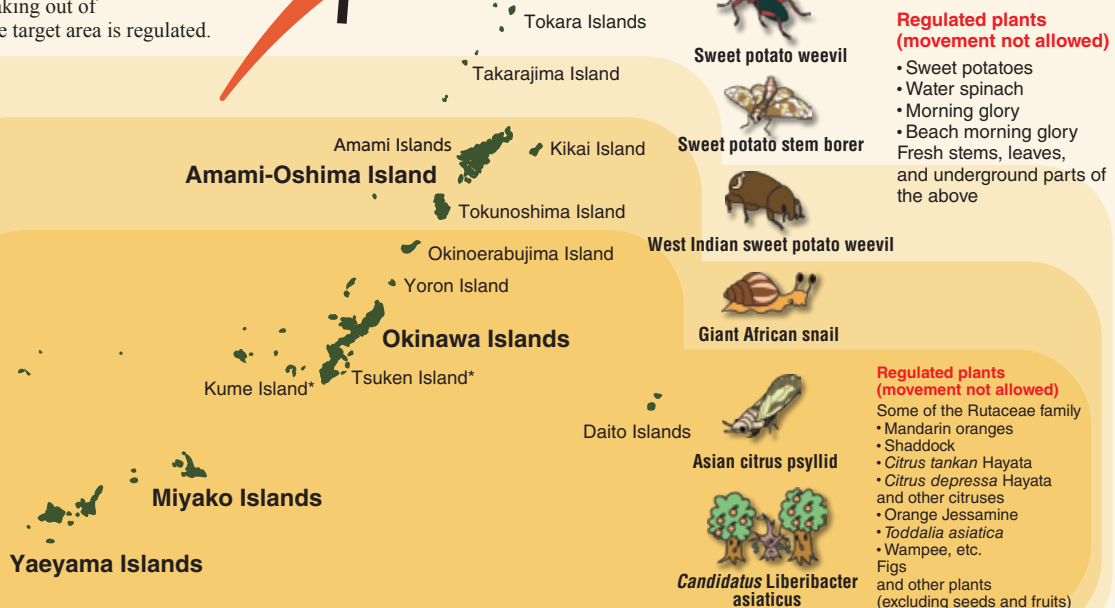 aking out of
e target area is regulated.
Tokara Islands
Takarajima Island
Amami Islands
Kikai Island
Amami-Oshima Island
Tokunoshima Island
Okinoerabujima Island
Yoron Island
Okinawa Islands
Kume Island*
Tsuken Island*
Daito Islands
Miyako Islands
Yaeyama Islands
Sweet potato weevil
Sweet potato stem borer
West Indian sweet potato weevil
Giant African snail
Asian citrus psyllid
Candidatus Liberibacter
asiaticus
Regulated plants
(movement not allowed)
• Sweet potatoes
• Water spinach
• Morning glory
• Beach morning glory
Fresh stems, leaves,
and underground parts of
the above
Regulated plants
(movement not allowed)
Some of the Rutaceae family
• Mandarin oranges
• Shaddock
• Citrus tankan Hayata
• Citrus depressa Hayata
and other citruses
• Orange Jessamine
• Toddalia asiatica
• Wampee, etc.
Figs
and other plants
(excluding seeds and fruits)